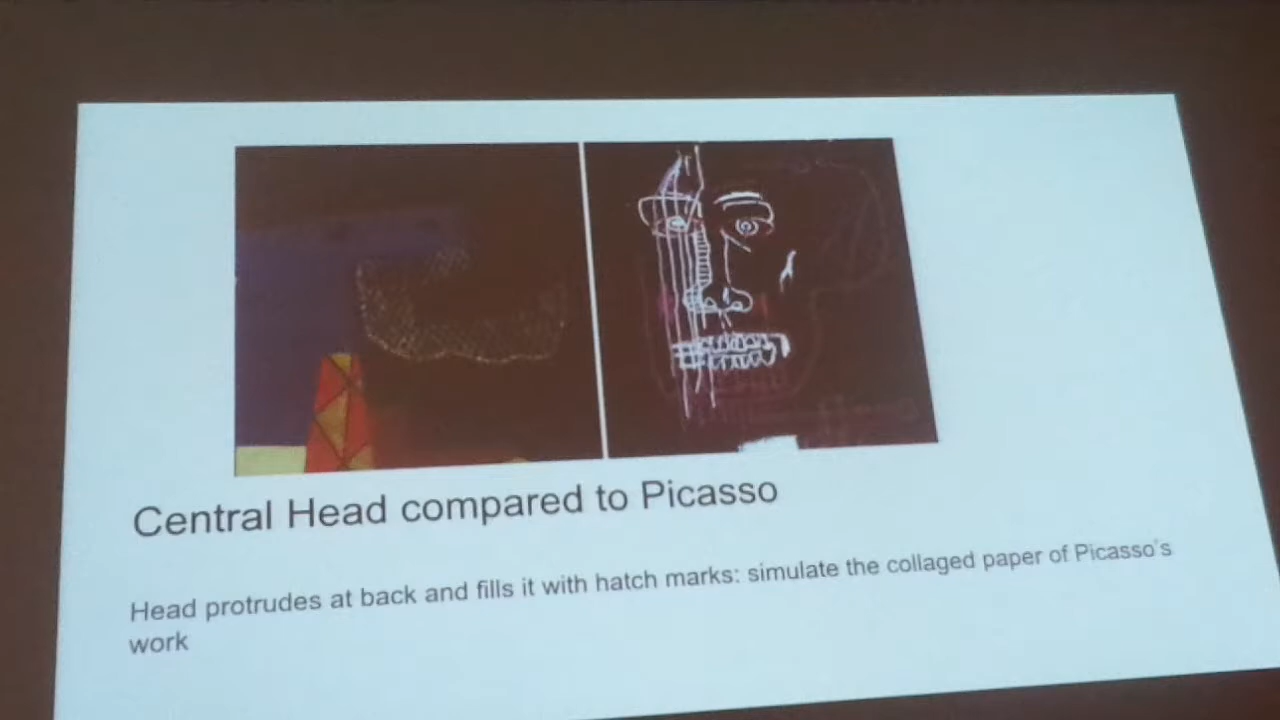 Central Head compared to Picasso
Head protrudes at back and fills it with hatch marks: simulate the collaged paper of Picasso's
work